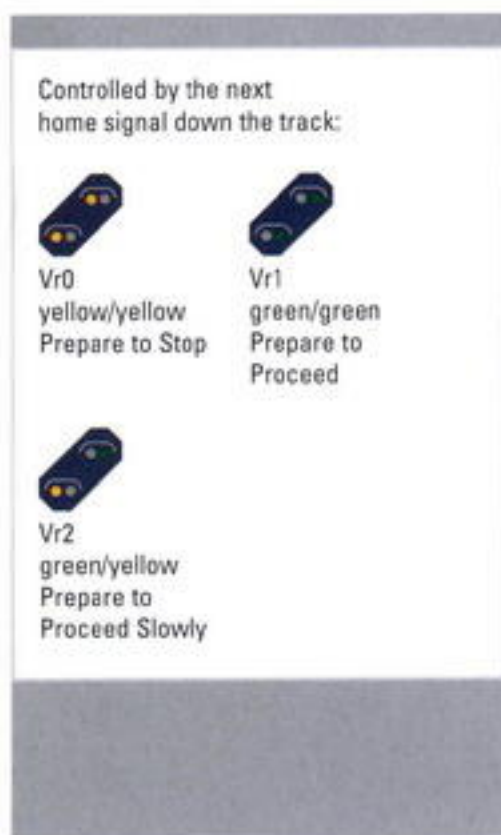 Controlled by the next
home signal down the track:
Vr0
yellow/yellow
Prepare to Stop
Vr1
green/green
Prepare to
Proceed
Vr2
green/yellow
Prepare to
Proceed Slowly